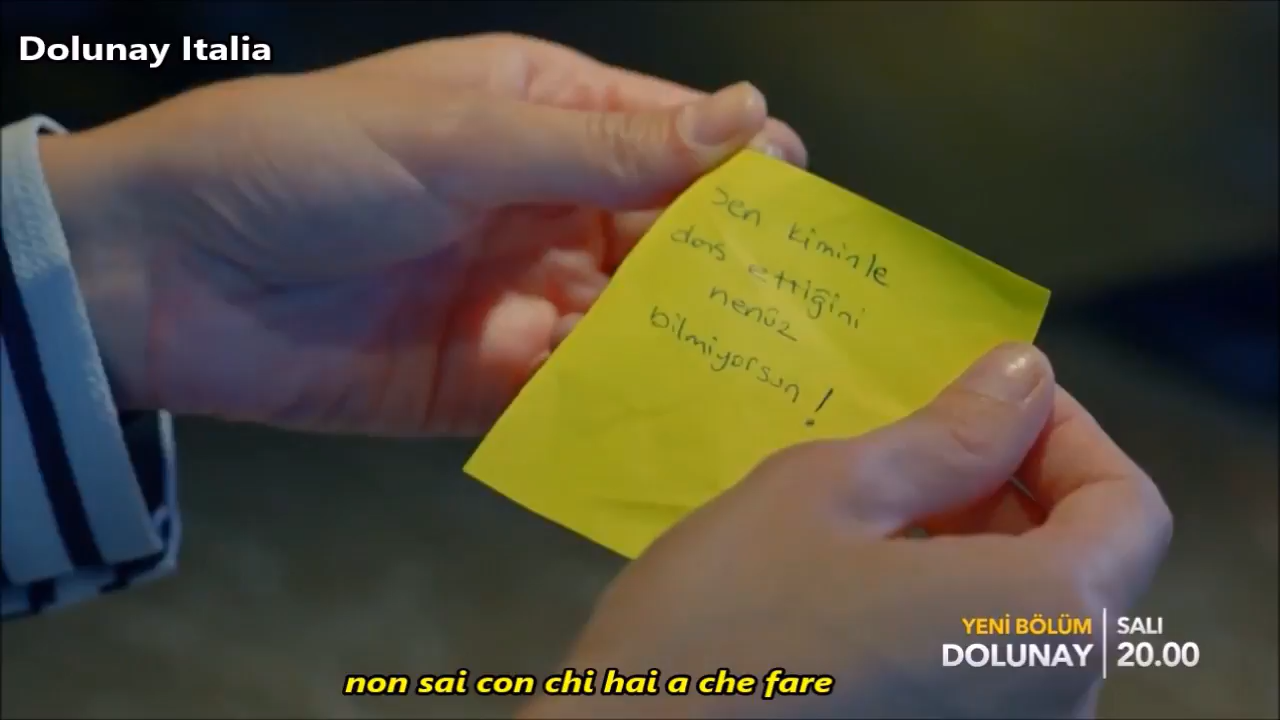 Dolunay Italia
Sen kiminle
dans ettiğini
henüz
bilmiyorsun!
YENİ BÖLÜM
DOLUNAY
SALI
20.00
non sai con chi hai a che fare